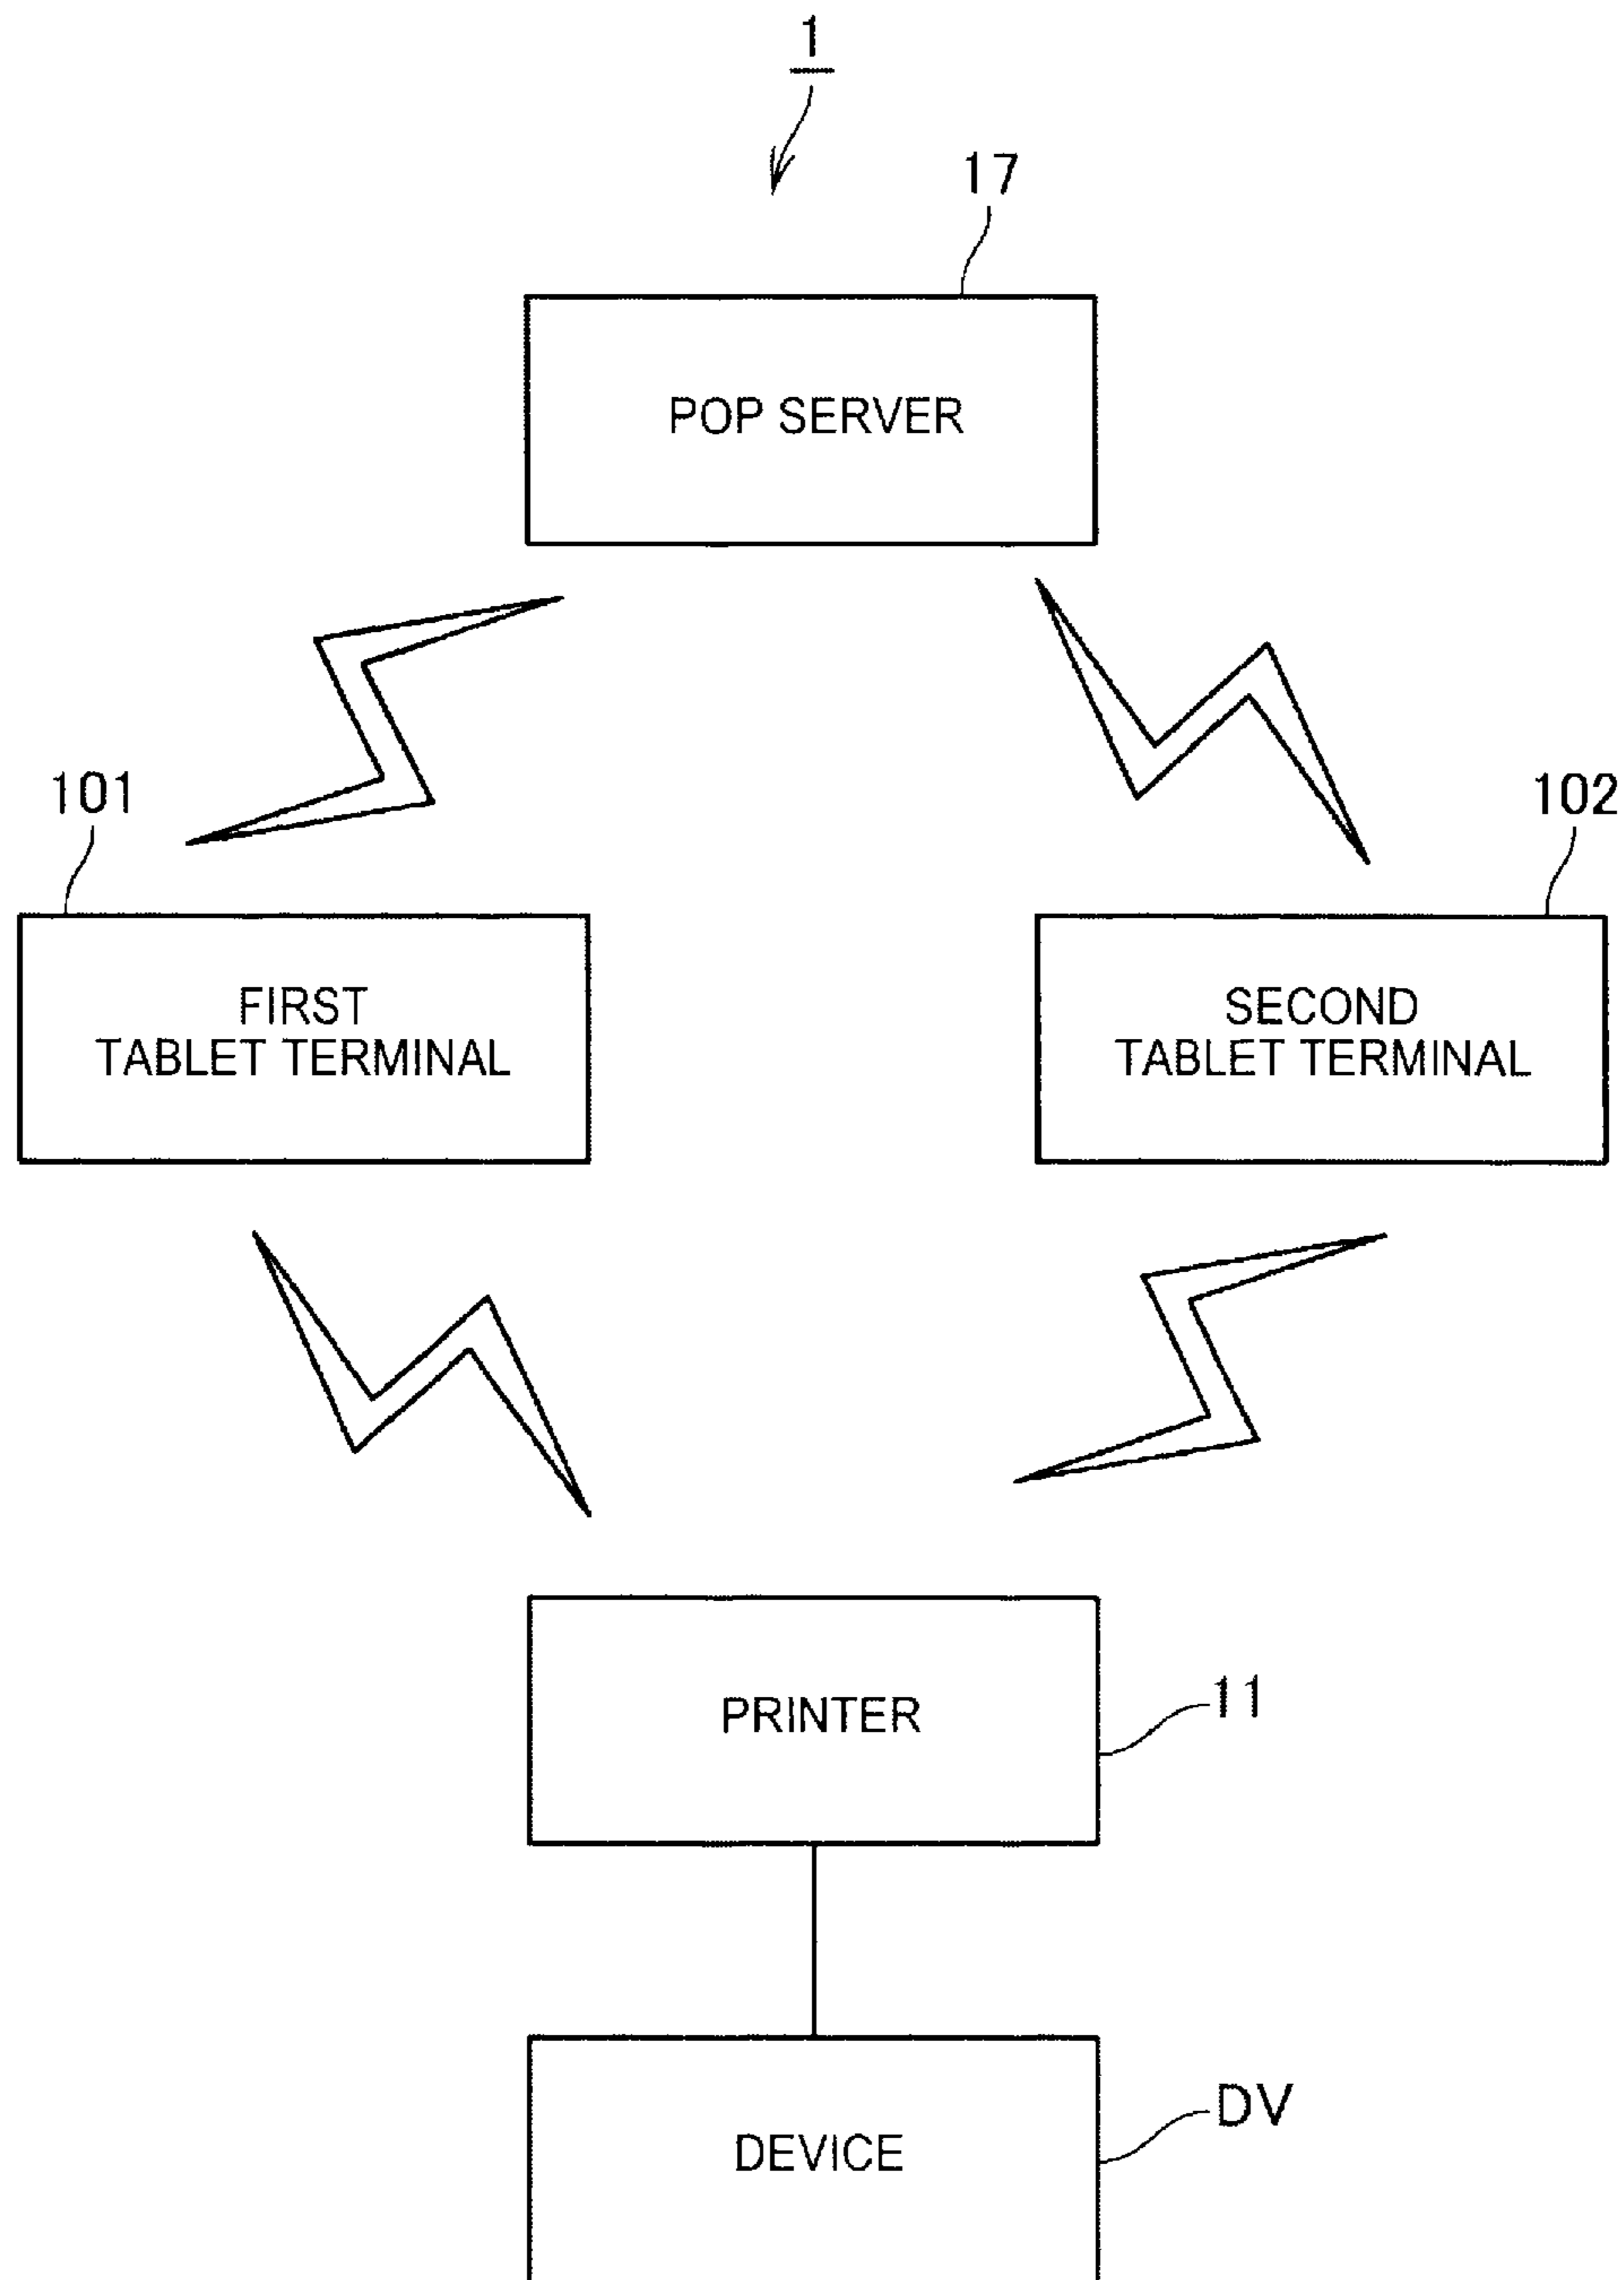 1
17
POP SERVER
101
102
FIRST
TABLET TERMINAL
SECOND
TABLET TERMINAL
PRINTER
11
DEVICE
DV